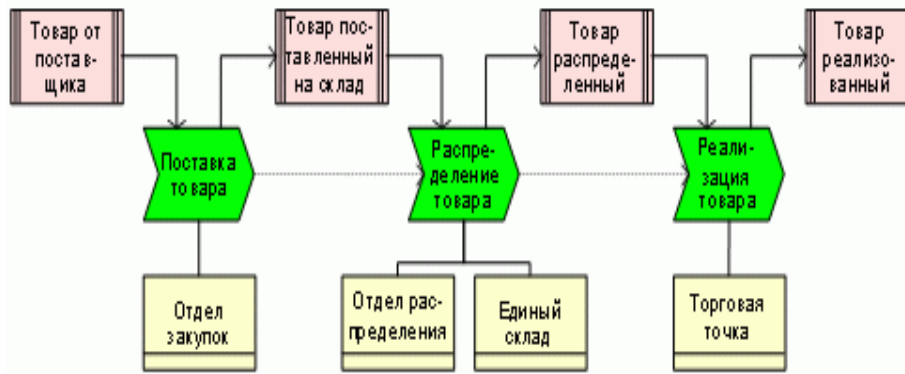 Товар от
постав-
щика
Товар пос-
тавленный
на склад
Товар
распреде-
ленный
Товар
реализо-
ванный
Поставка
товара
Распре-
деление
товара
Реали-
зация
товара
Отдел
закупок
Отдел рас-
пределения
Единый
склад
Торговая
точка